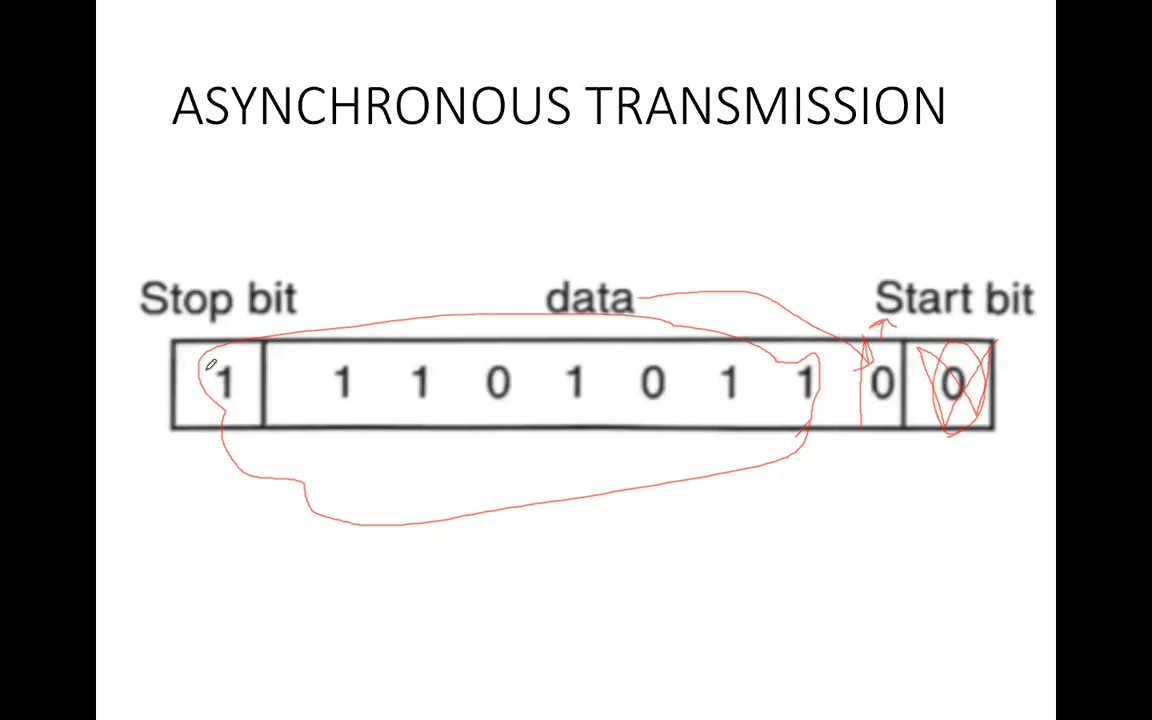 ASYNCHRONOUS TRANSMISSION
Stop bit data Start bit
1 1 1 0 1 0 1 1 0 0